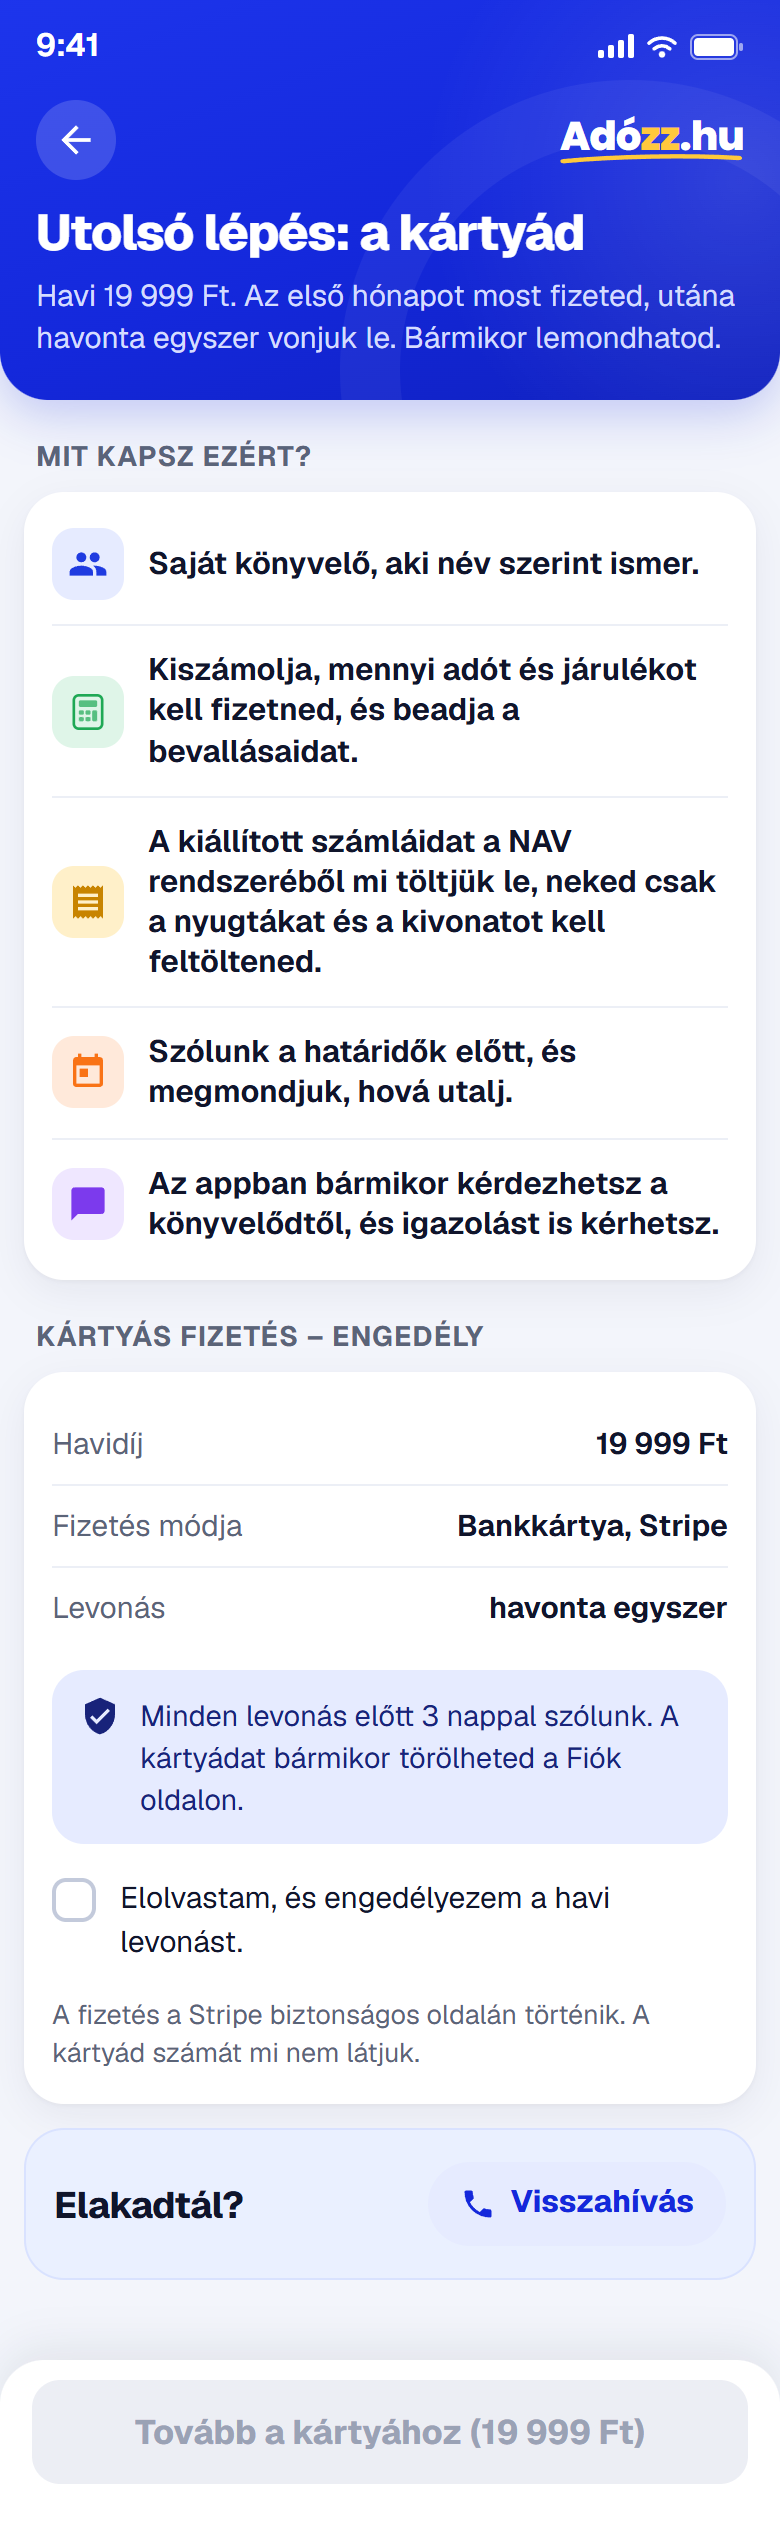 9:41
Adózz.hu
Utolsó lépés: a kártyád
Havi 19 999 Ft. Az első hónapot most fizeted, utána
havonta egyszer vonjuk le. Bármikor lemondhatod.
MIT KAPSZ EZÉRT?
Saját könyvelő, aki név szerint ismer.
Kiszámolja, mennyi adót és járulékot
kell fizetned, és beadja a
bevallásaidat.
A kiállított számláidat a NAV
rendszeréből mi töltjük le, neked csak
a nyugtákat és a kivonatot kell
feltöltened.
Szólunk a határidők előtt, és
megmondjuk, hová utalj.
Az appban bármikor kérdezhetsz a
könyvelődtől, és igazolást is kérhetsz.
KÁRTYÁS FIZETÉS – ENGEDÉLY
Havidíj 19 999 Ft
Fizetés módja Bankkártya, Stripe
Levonás havonta egyszer
Minden levonás előtt 3 nappal szólunk. A
kártyádat bármikor törölheted a Fiók
oldalon.
Elolvastam, és engedélyezem a havi
levonást.
A fizetés a Stripe biztonságos oldalán történik. A
kártyád számát mi nem látjuk.
Elakadtál? Visszahívás
Tovább a kártyához (19 999 Ft)